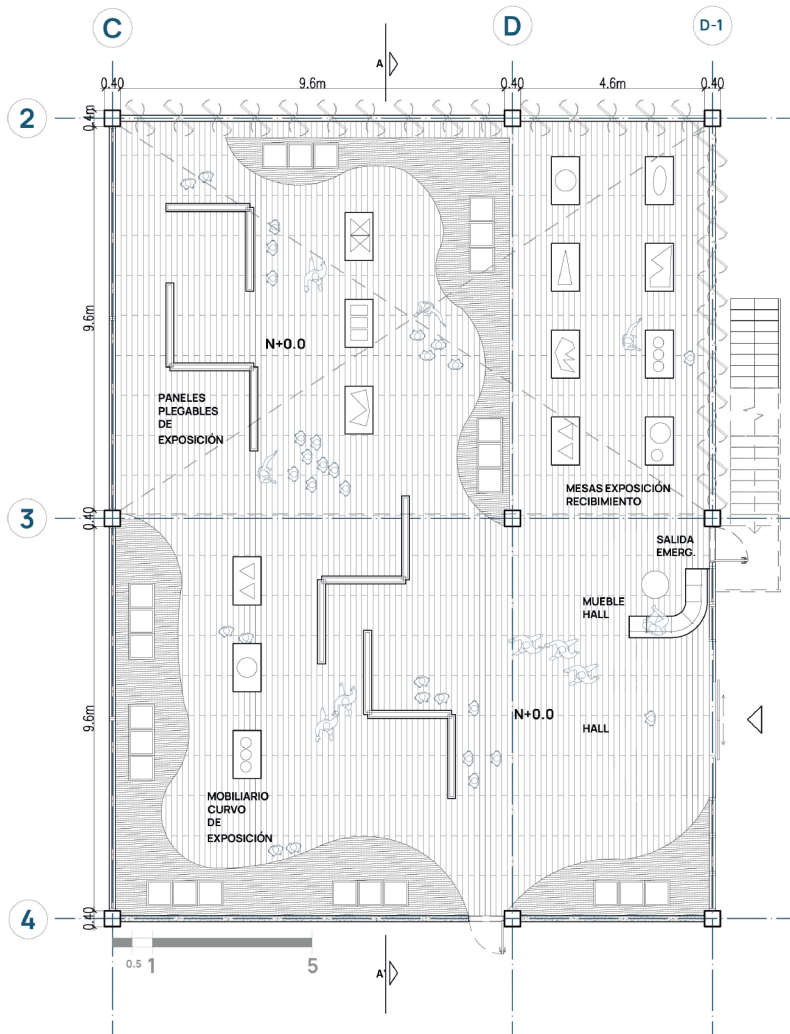 C
D
D-1
A
0.40
9.6m
0.40
4.6m
0.40
2
0.4m
9.6m
N+0.0
PANELES
PLEGABLES
DE
EXPOSICIÓN
MESAS EXPOSICIÓN
RECIBIMIENTO
3
0.40
SALIDA
EMERG.
MUEBLE
HALL
9.6m
N+0.0
HALL
MOBILIARIO
CURVO
DE
EXPOSICIÓN
4
0.40
0.5 1 5
A'